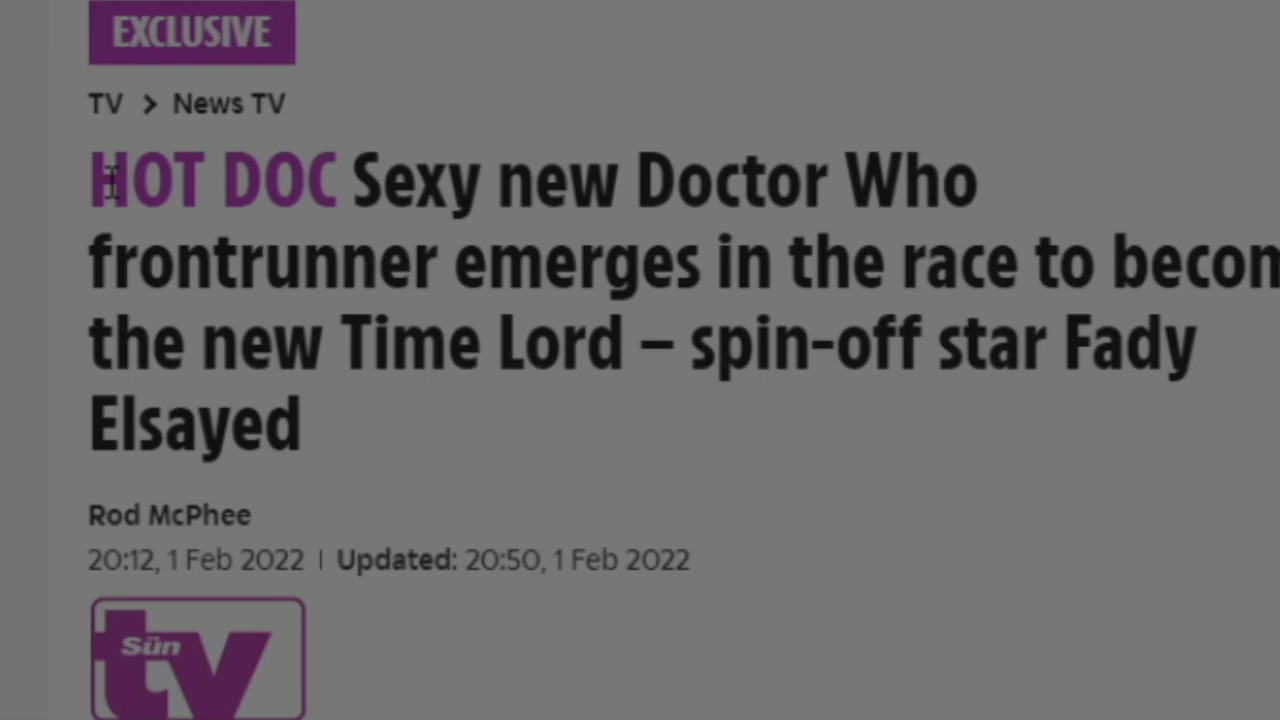 EXCLUSIVE
TV > News TV
HOT DOC Sexy new Doctor Who
frontrunner emerges in the race to becom
the new Time Lord – spin-off star Fady
Elsayed
Rod McPhee
20:12, 1 Feb 2022 | Updated: 20:50, 1 Feb 2022
Sün
tv